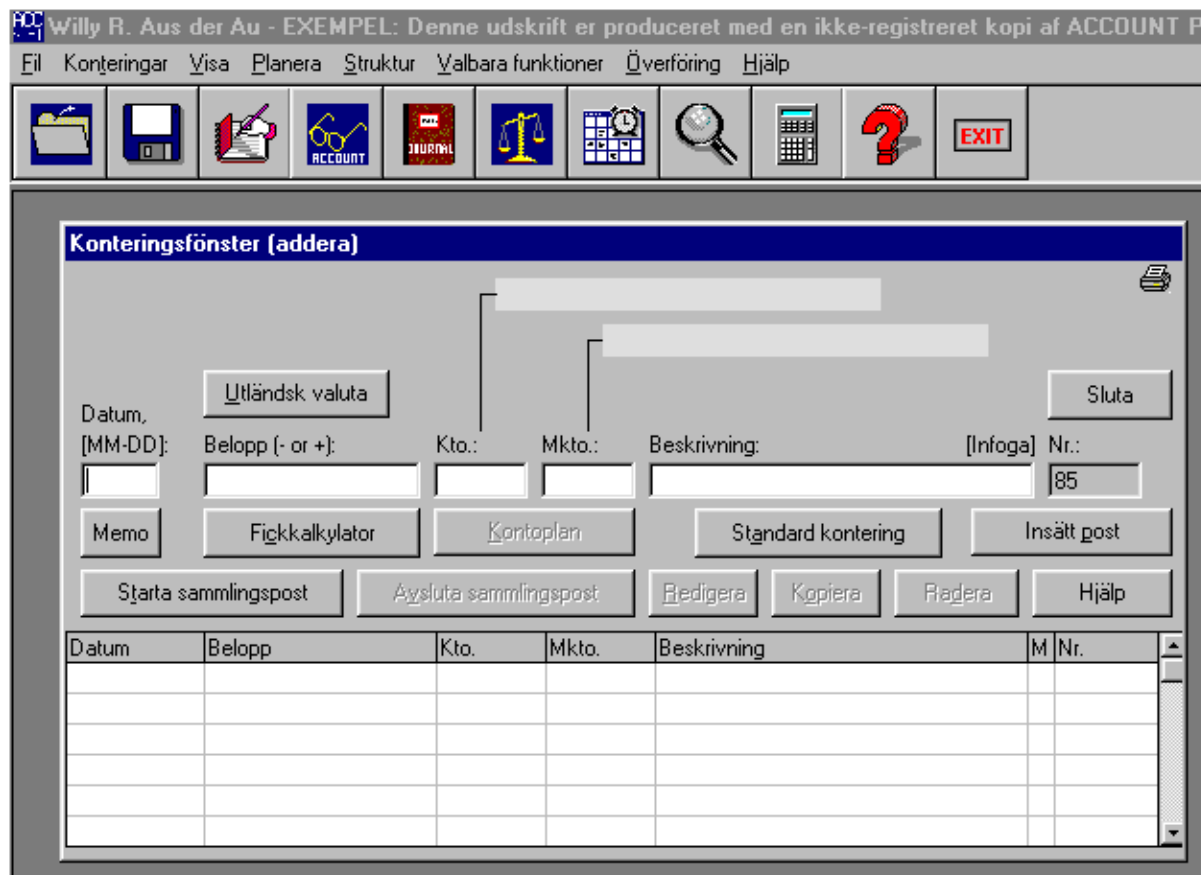 Willy R. Aus der Au - EXEMPEL: Denne udskrift er produceret med en ikke-registreret kopi af ACCOUNT
Fil Konteringar Visa Planera Struktur Valbara funktioner Överföring Hjälp
ACCOUNT JOURNAL EXIT
Konteringsfönster (addera)
Utländsk valuta Sluta
Datum,
[MM-DD]: Belopp (- or +): Kto.: Mkto.: Beskrivning: [Infoga] Nr.:
85
Memo Fickkalkylator Kontoplan Standard kontering Insätt post
Starta sammlingspost Avsluta sammlingspost Redigera Kopiera Radera Hjälp
Datum Belopp Kto. Mkto. Beskrivning M Nr.